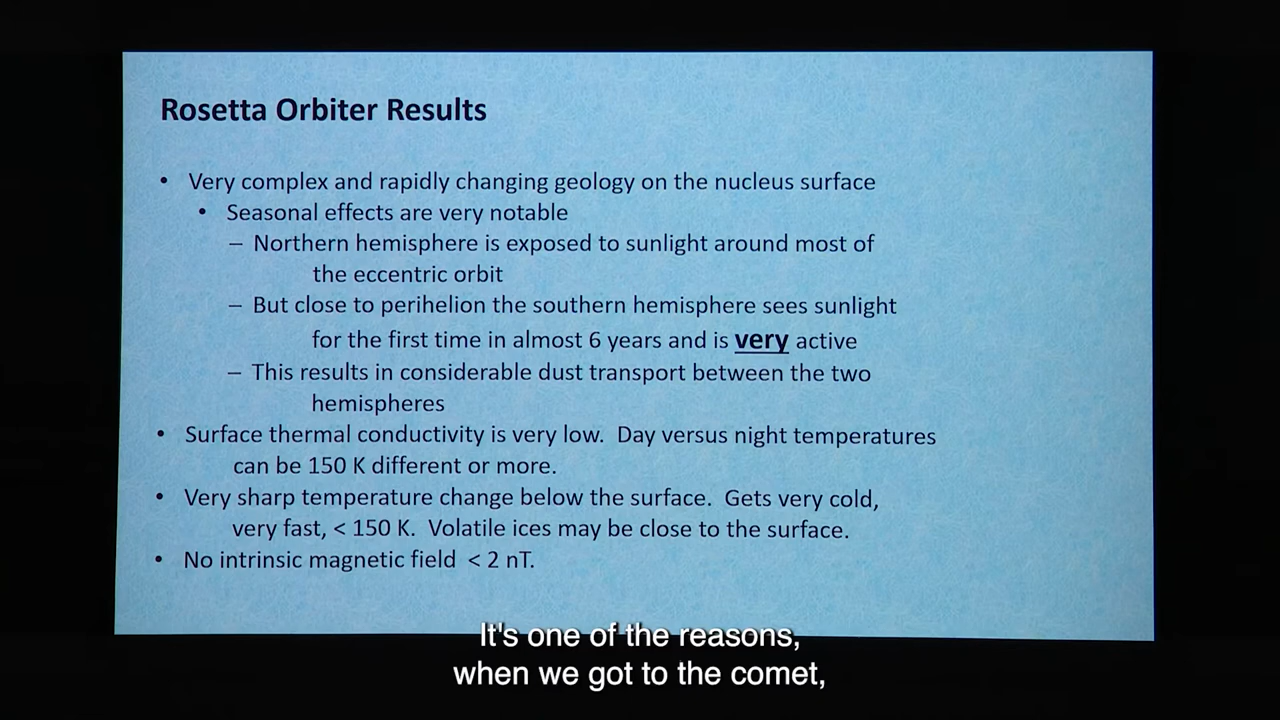 Rosetta Orbiter Results
• Very complex and rapidly changing geology on the nucleus surface
• Seasonal effects are very notable
– Northern hemisphere is exposed to sunlight around most of
the eccentric orbit
– But close to perihelion the southern hemisphere sees sunlight
for the first time in almost 6 years and is very active
– This results in considerable dust transport between the two
hemispheres
• Surface thermal conductivity is very low. Day versus night temperatures
can be 150 K different or more.
• Very sharp temperature change below the surface. Gets very cold,
very fast, < 150 K. Volatile ices may be close to the surface.
• No intrinsic magnetic field < 2 nT.
It's one of the reasons,
when we got to the comet,